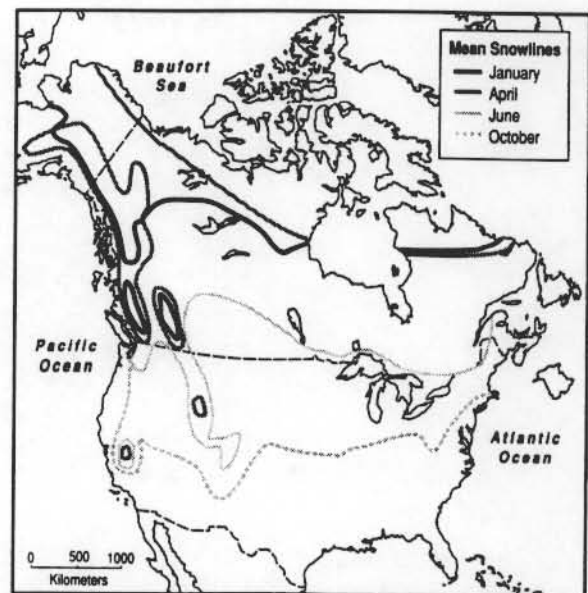 Beaufort
Sea
Mean Snowlines
January
April
June
October
Pacific
Ocean
Atlantic
Ocean
0 500 1000
Kilometers